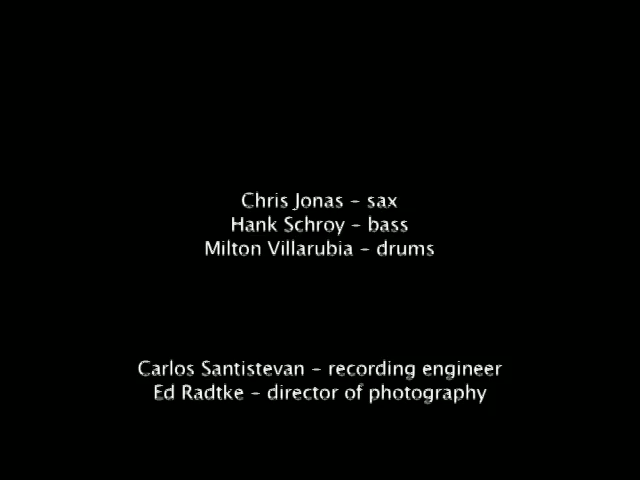 Chris Jonas – sax
Hank Schroy – bass
Milton Villarubia – drums
Carlos Santistevan – recording engineer
Ed Radtke – director of photography